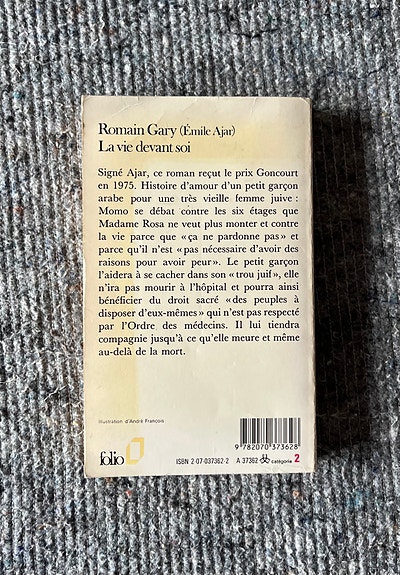 Romain Gary (Émile Ajar)
La vie devant soi
Signé Ajar, ce roman reçut le prix Goncourt
en 1975. Histoire d'amour d'un petit garçon
arabe pour une très vieille femme juive :
Momo se débat contre les six étages que
Madame Rosa ne veut plus monter et contre
la vie parce que « ça ne pardonne pas » et
parce qu'il n'est « pas nécessaire d'avoir des
raisons pour avoir peur ». Le petit garçon
l'aidera à se cacher dans son « trou juif », elle
n'ira pas mourir à l'hôpital et pourra ainsi
bénéficier du droit sacré « des peuples à
disposer d'eux-mêmes » qui n'est pas respecté
par l'Ordre des médecins. Il lui tiendra
compagnie jusqu'à ce qu'elle meure et même
au-delà de la mort.
Illustration d'André François
9 782070 373628
folio
ISBN 2-07-037362-2 A 37362 catégorie 2